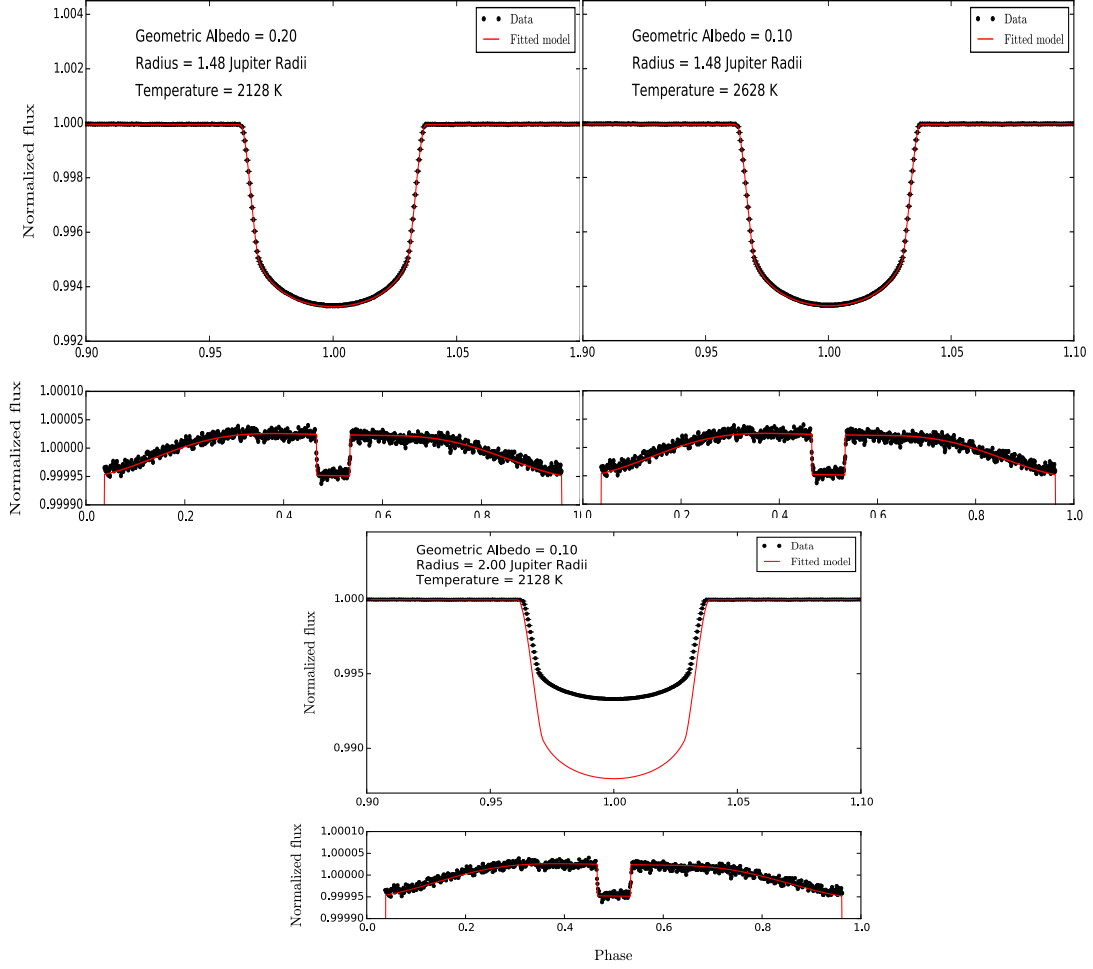 1.004
1.002
1.000
0.998
0.996
0.994
0.992
Normalized flux
Geometric Albedo = 0.20
Radius = 1.48 Jupiter Radii
Temperature = 2128 K
Data
Fitted model
0.90 0.95 1.00 1.05 1.90
Geometric Albedo = 0.10
Radius = 1.48 Jupiter Radii
Temperature = 2628 K
Data
Fitted model
0.95 1.00 1.05 1.10
1.00010
1.00005
1.00000
0.99995
0.99990
Normalized flux
0.0 0.2 0.4 0.6 0.8
0.2 0.4 0.6 0.8 1.0
Geometric Albedo = 0.10
Radius = 2.00 Jupiter Radii
Temperature = 2128 K
Data
Fitted model
1.000
0.995
0.990
Normalized flux
0.90 0.95 1.00 1.05 1.10
1.00010
1.00005
1.00000
0.99995
0.99990
Normalized flux
0.0 0.2 0.4 0.6 0.8 1.0
Phase